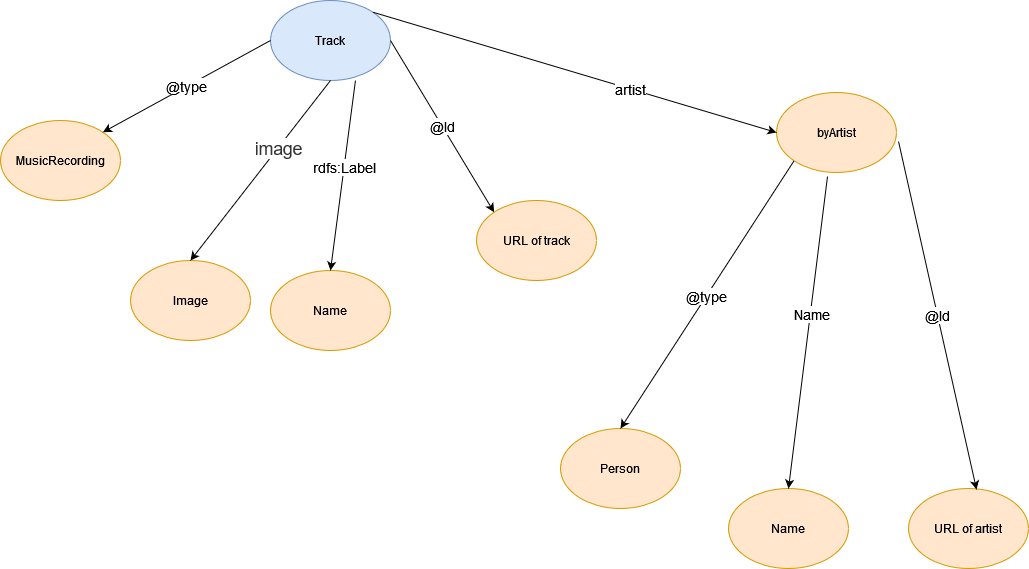 Track
@type
artist
@Id
byArtist
image
MusicRecording
rdfs:Label
URL of track
Image
Name
@type
Name
@Id
Person
Name
URL of artist